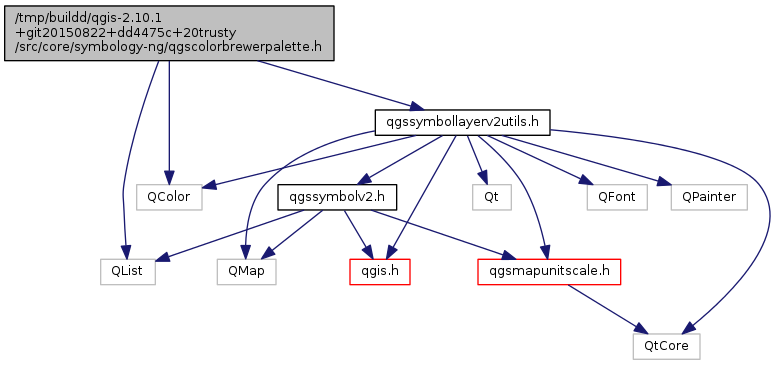 /tmp/buildd/qgis-2.10.1
+git20150822+dd4475c+20trusty
/src/core/symbology-ng/qgscolorbrewerpalette.h
qgssymbollayerv2utils.h
QColor
qgssymbolv2.h
Qt
QFont
QPainter
QList
QMap
qgis.h
qgsmapunitscale.h
QtCore